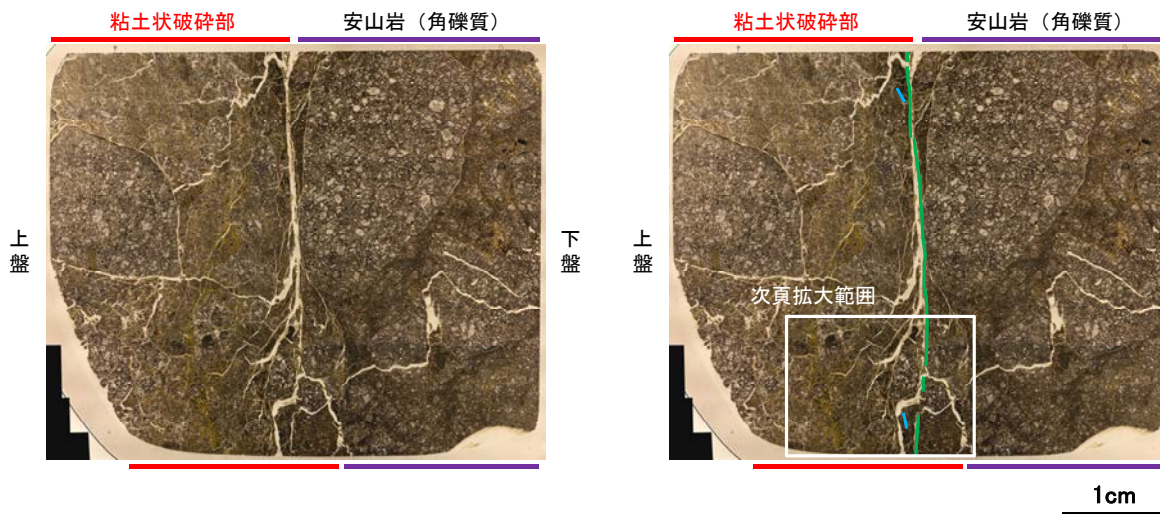 粘土状破砕部 安山岩（角礫質） 粘土状破砕部 安山岩（角礫質）
上盤 下盤 上盤
次頁拡大範囲
1cm